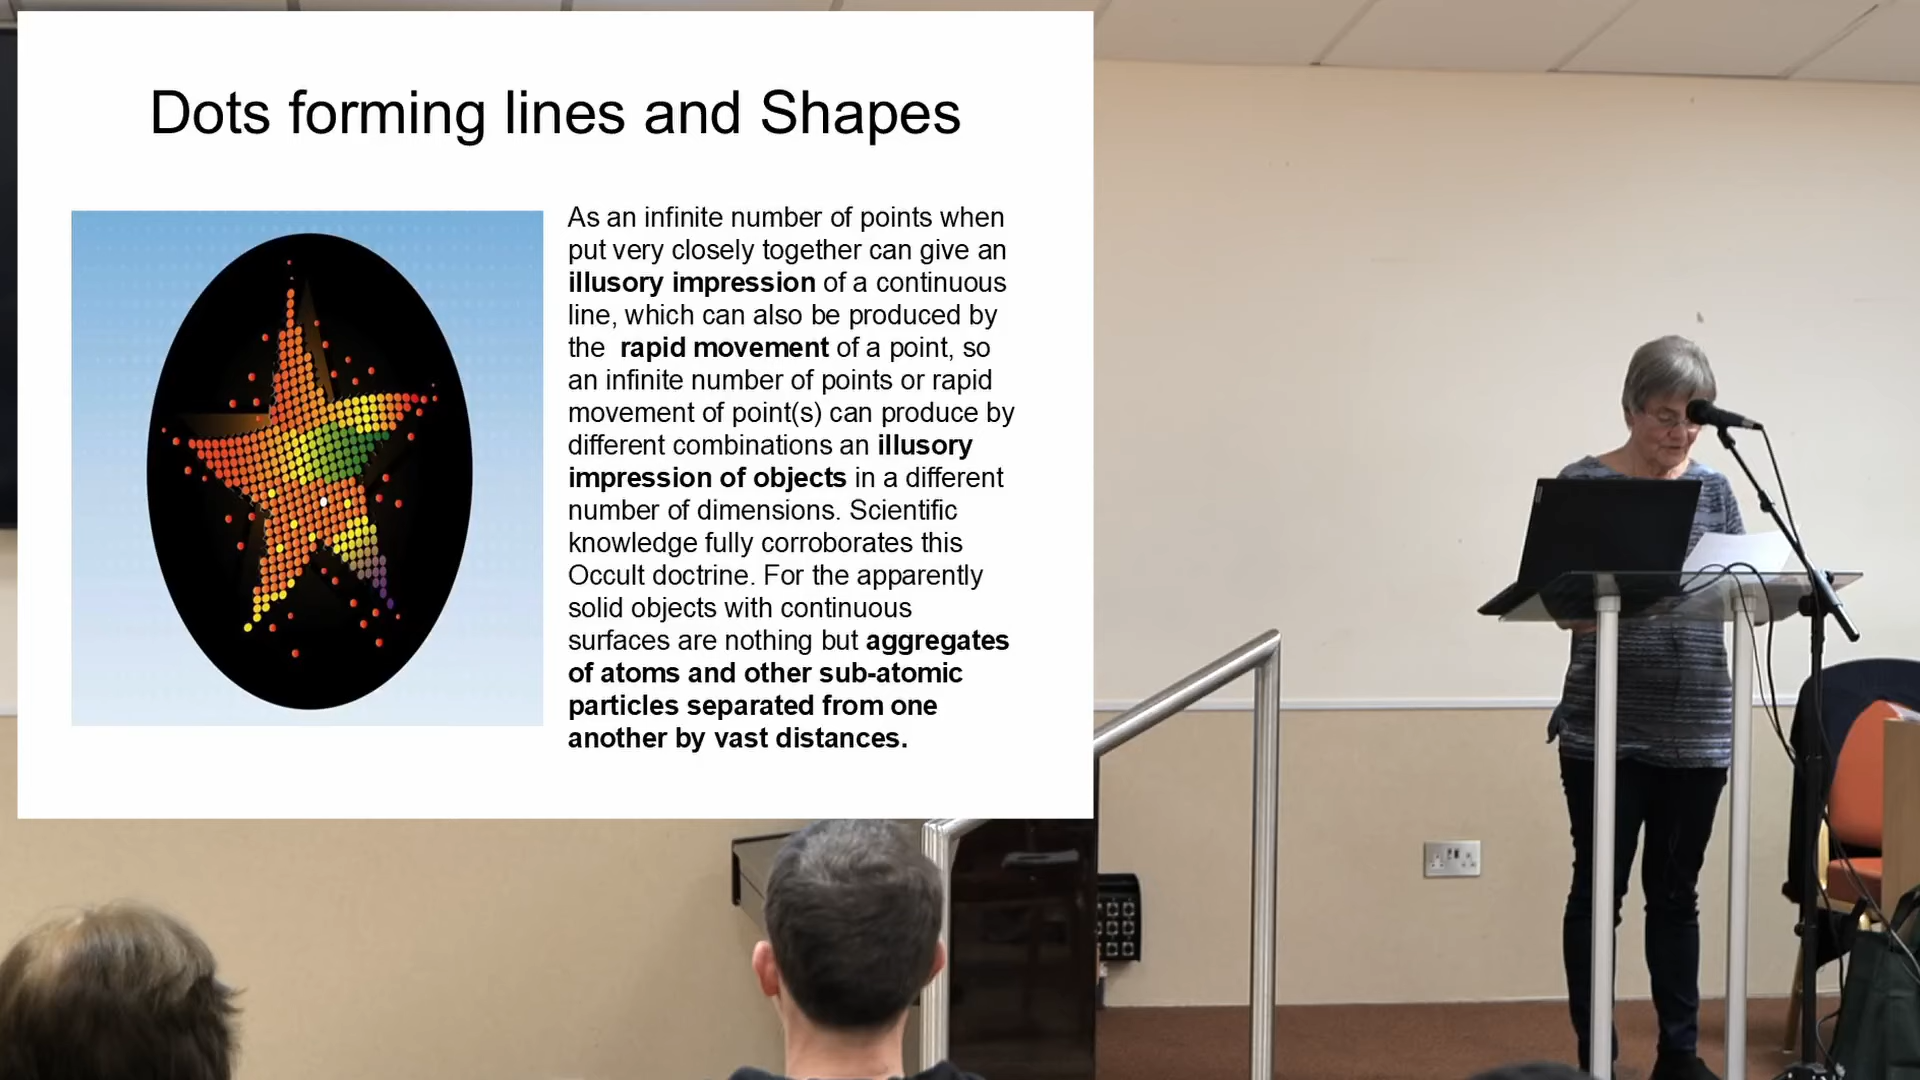 Dots forming lines and Shapes
As an infinite number of points when
put very closely together can give an
illusory impression of a continuous
line, which can also be produced by
the rapid movement of a point, so
an infinite number of points or rapid
movement of point(s) can produce by
different combinations an illusory
impression of objects in a different
number of dimensions. Scientific
knowledge fully corroborates this
Occult doctrine. For the apparently
solid objects with continuous
surfaces are nothing but aggregates
of atoms and other sub-atomic
particles separated from one
another by vast distances.